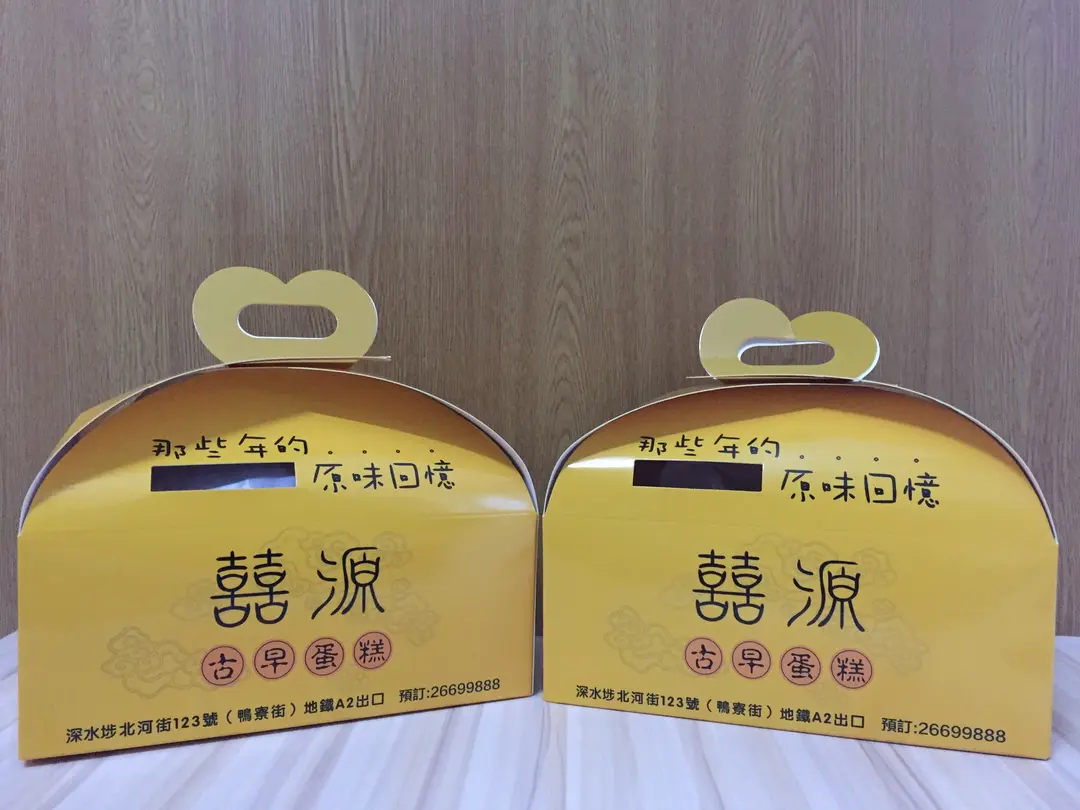 那些年的....
原味回憶
囍源
古早蛋糕
深水埗北河街123號(鴨寮街)地鐵A2出口 預訂:26699888
那些年的....
原味回憶
囍源
古早蛋糕
深水埗北河街123號(鴨寮街)地鐵A2出口 預訂:26699888